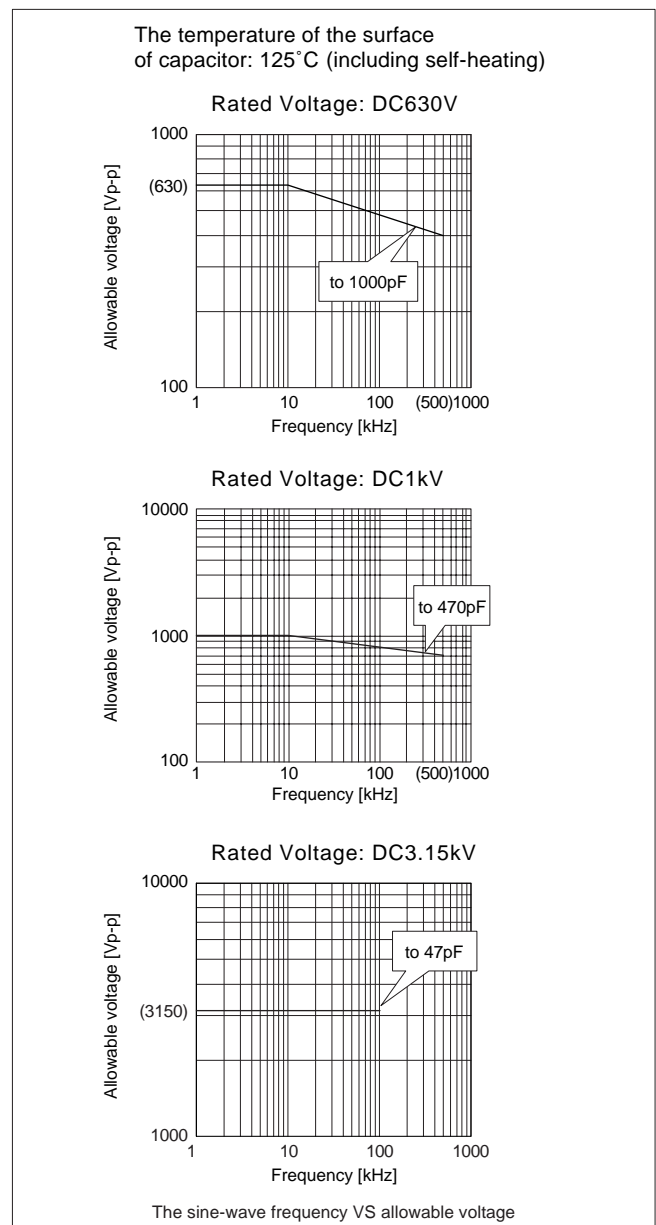 The temperature of the surface
of capacitor: 125˚C (including self-heating)
Rated Voltage: DC630V
Allowable voltage [Vp-p]
1000
(630)
100
to 1000pF
1 10 100 (500)1000
Frequency [kHz]
Rated Voltage: DC1kV
Allowable voltage [Vp-p]
10000
1000
100
to 470pF
1 10 100 (500)1000
Frequency [kHz]
Rated Voltage: DC3.15kV
Allowable voltage [Vp-p]
10000
(3150)
1000
to 47pF
1 10 100 1000
Frequency [kHz]
The sine-wave frequency VS allowable voltage